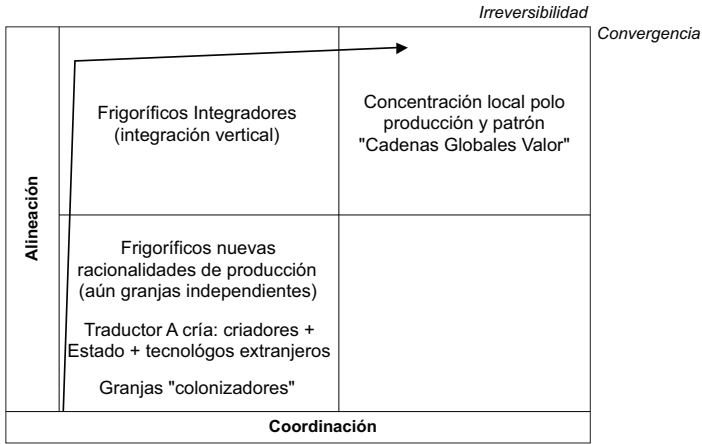 Irreversibilidad
Convergencia
Alineación
Frigoríficos Integradores
(integración vertical)
Concentración local polo
producción y patrón
"Cadenas Globales Valor"
Frigoríficos nuevas
racionalidades de producción
(aún granjas independientes)
Traductor A cría: criadores +
Estado + tecnológos extranjeros
Granjas "colonizadores"
Coordinación